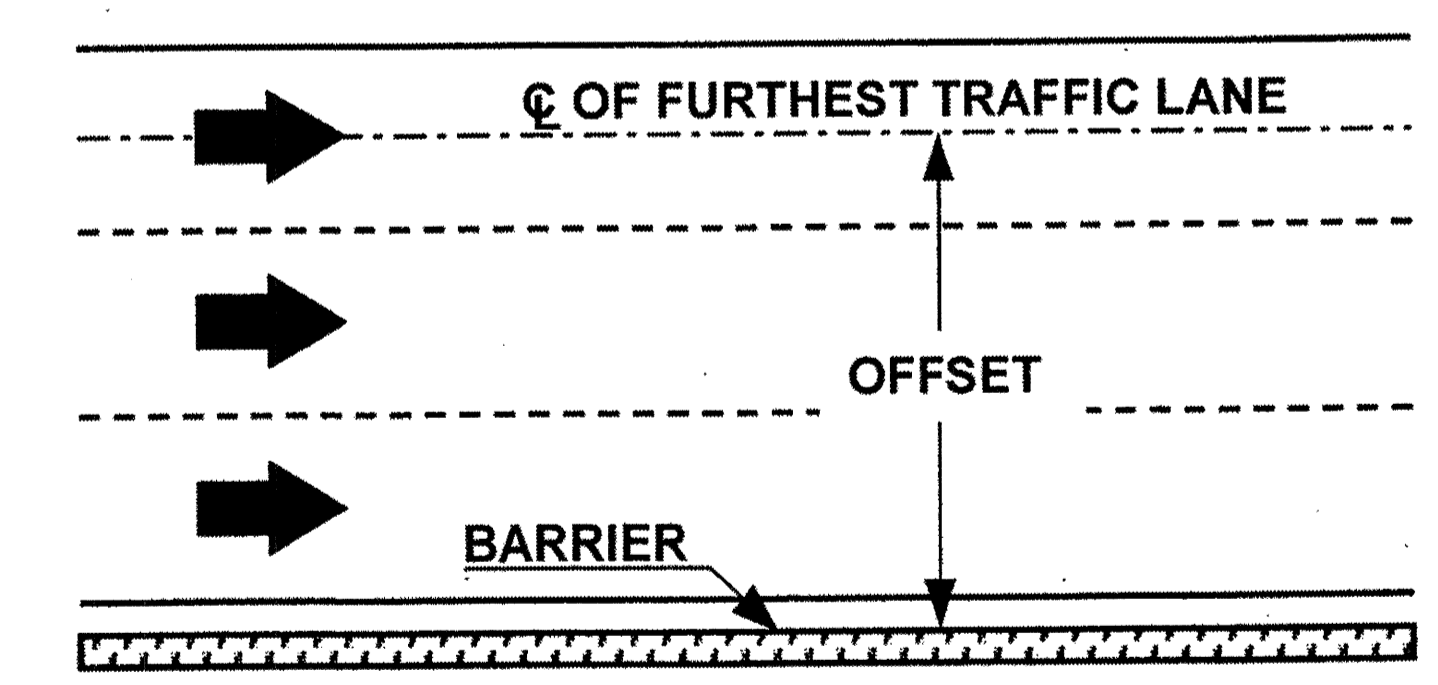 ℄ OF FURTHEST TRAFFIC LANE
OFFSET
BARRIER